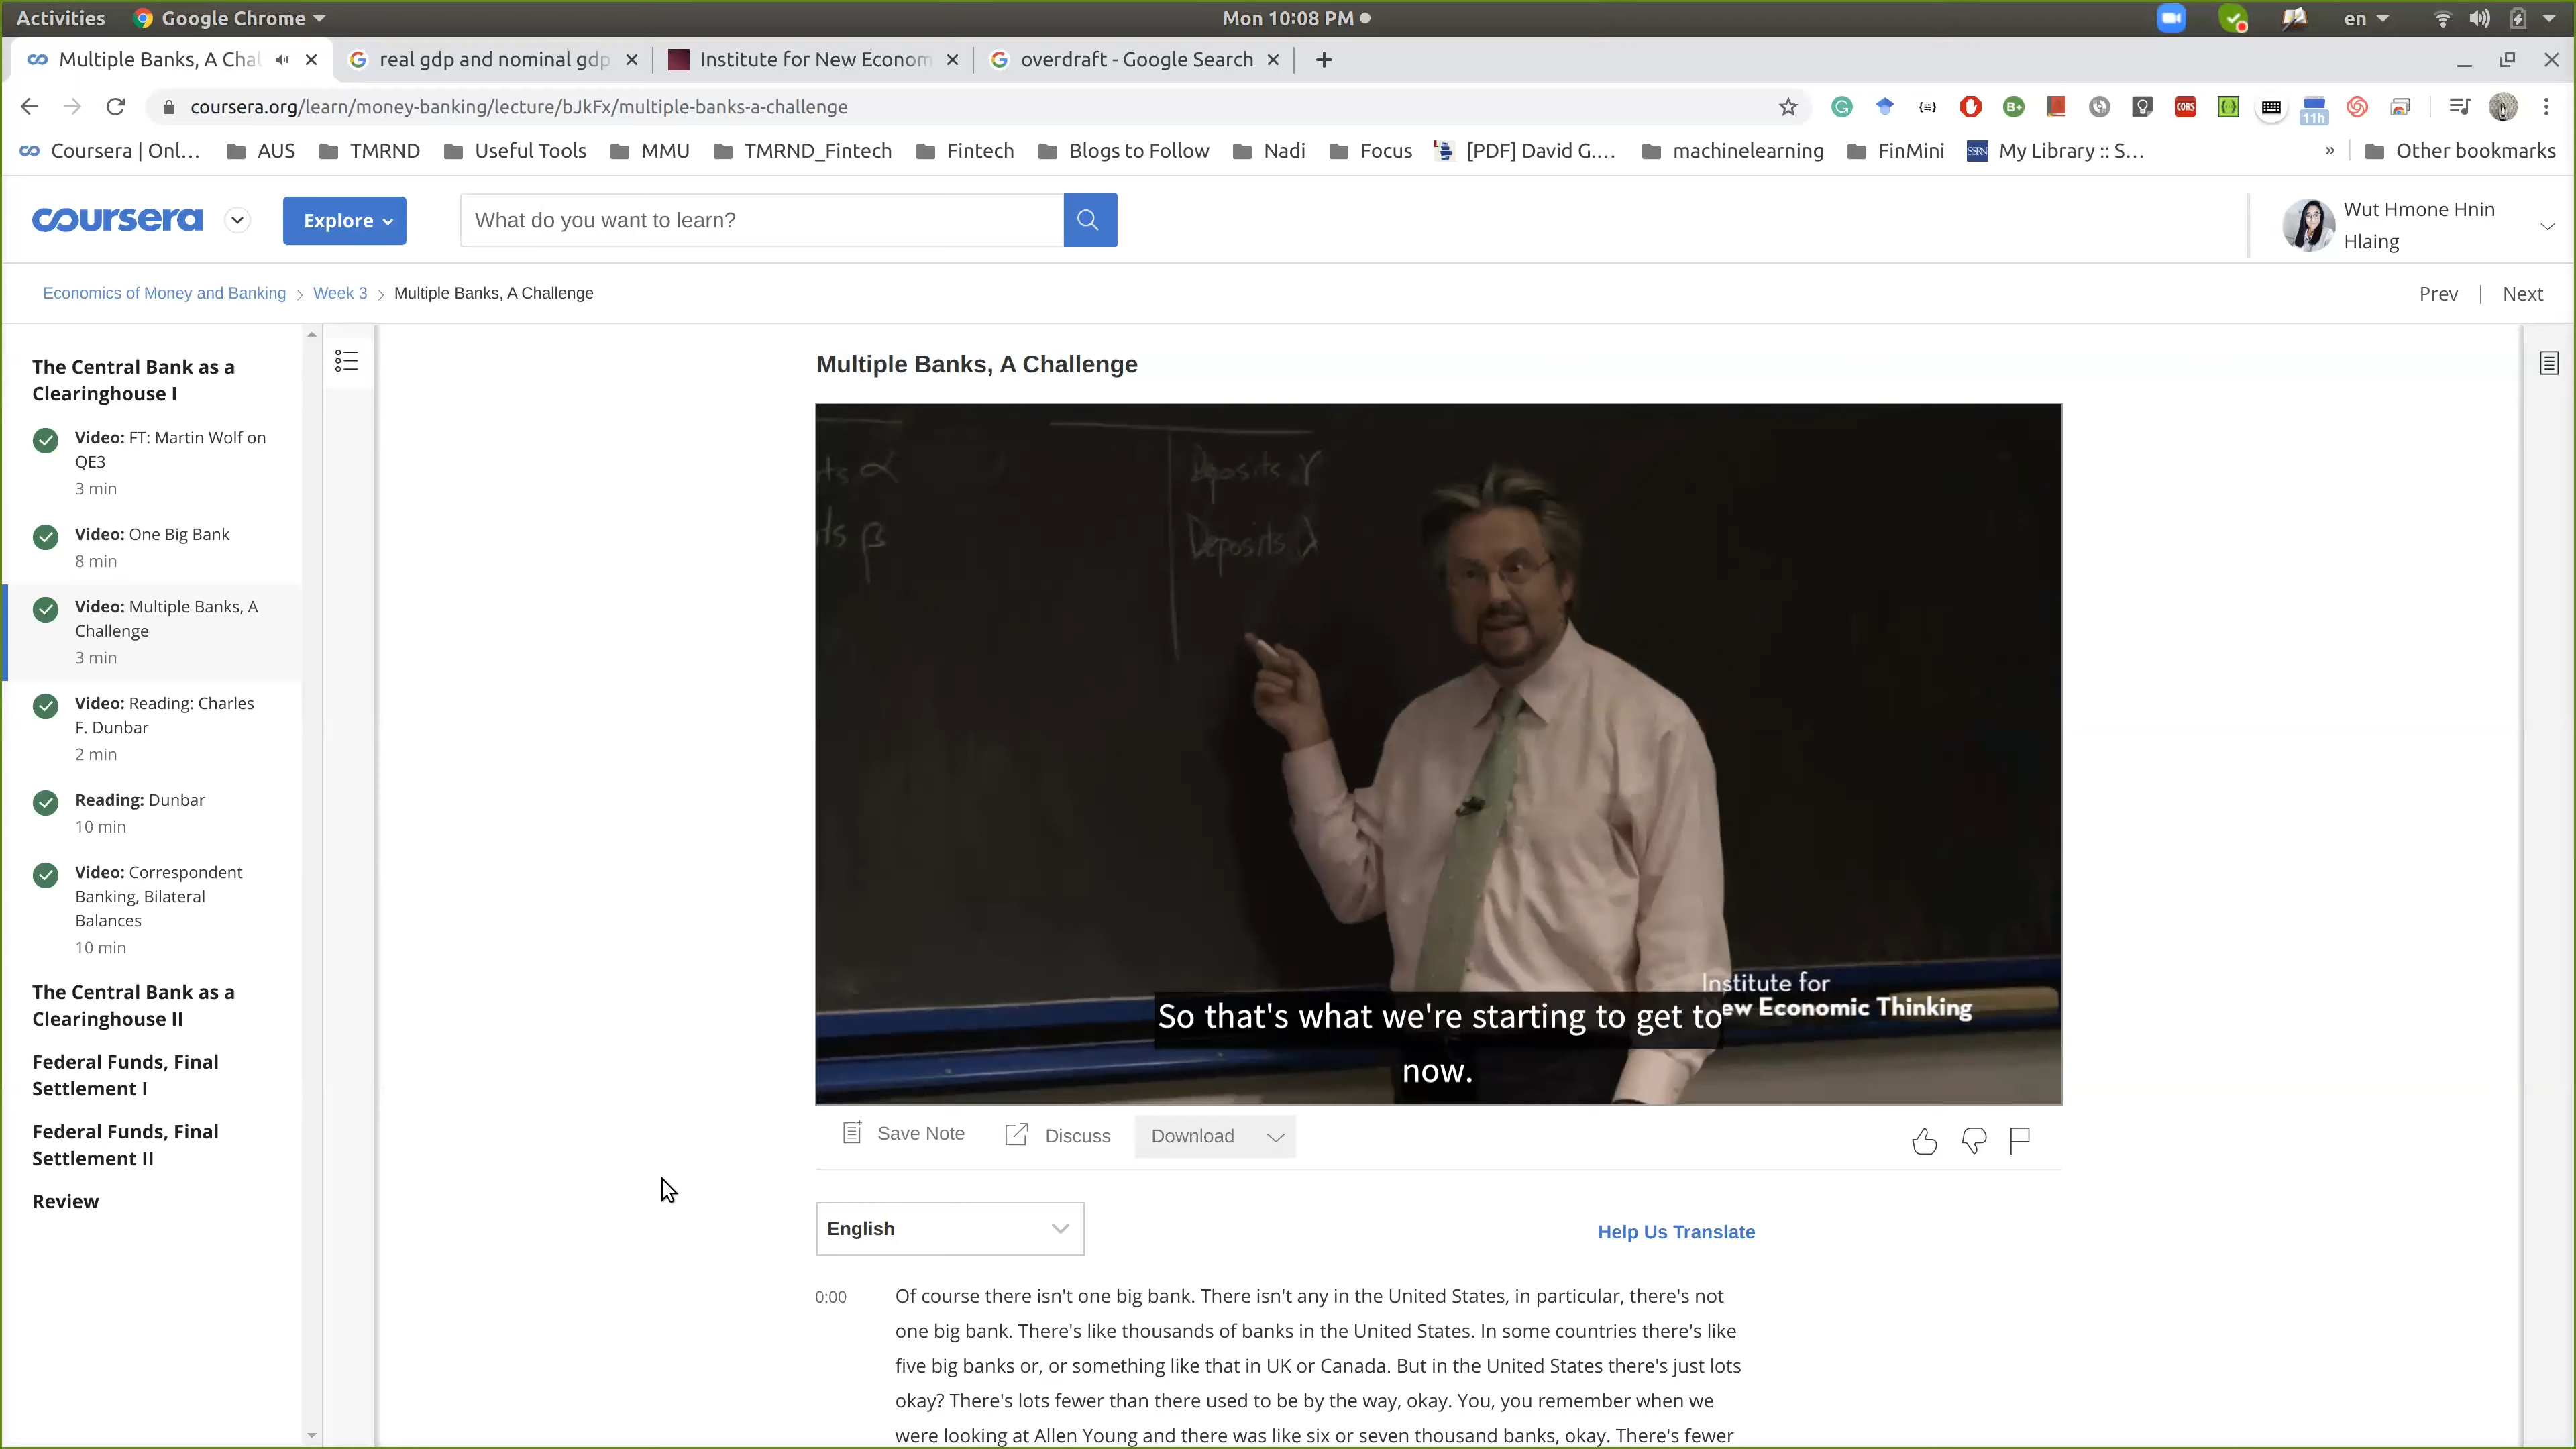 Activities
Google Chrome
Mon 10:08 PM
en
Multiple Banks, A Chal
real gdp and nominal gdp
Institute for New Econom
overdraft - Google Search
coursera.org/learn/money-banking/lecture/bJkFx/multiple-banks-a-challenge
B+
CORS
11h
Coursera | Onl...
AUS
TMRND
Useful Tools
MMU
TMRND_Fintech
Fintech
Blogs to Follow
Nadi
Focus
[PDF] David G....
machinelearning
FinMini
SSRN
My Library :: S...
»
Other bookmarks
coursera
Explore
What do you want to learn?
Wut Hmone Hnin
Hlaing
Economics of Money and Banking > Week 3 > Multiple Banks, A Challenge
Prev | Next
The Central Bank as a
Clearinghouse I
Video: FT: Martin Wolf on
QE3
3 min
Video: One Big Bank
8 min
Video: Multiple Banks, A
Challenge
3 min
Video: Reading: Charles
F. Dunbar
2 min
Reading: Dunbar
10 min
Video: Correspondent
Banking, Bilateral
Balances
10 min
The Central Bank as a
Clearinghouse II
Federal Funds, Final
Settlement I
Federal Funds, Final
Settlement II
Review
Multiple Banks, A Challenge
ts α
Deposits γ
ts β
Deposits λ
Institute for
ew Economic Thinking
So that's what we're starting to get to
now.
Save Note
Discuss
Download
English
Help Us Translate
0:00
Of course there isn't one big bank. There isn't any in the United States, in particular, there's not
one big bank. There's like thousands of banks in the United States. In some countries there's like
five big banks or, or something like that in UK or Canada. But in the United States there's just lots
okay? There's lots fewer than there used to be by the way, okay. You, you remember when we
were looking at Allen Young and there was like six or seven thousand banks, okay. There's fewer